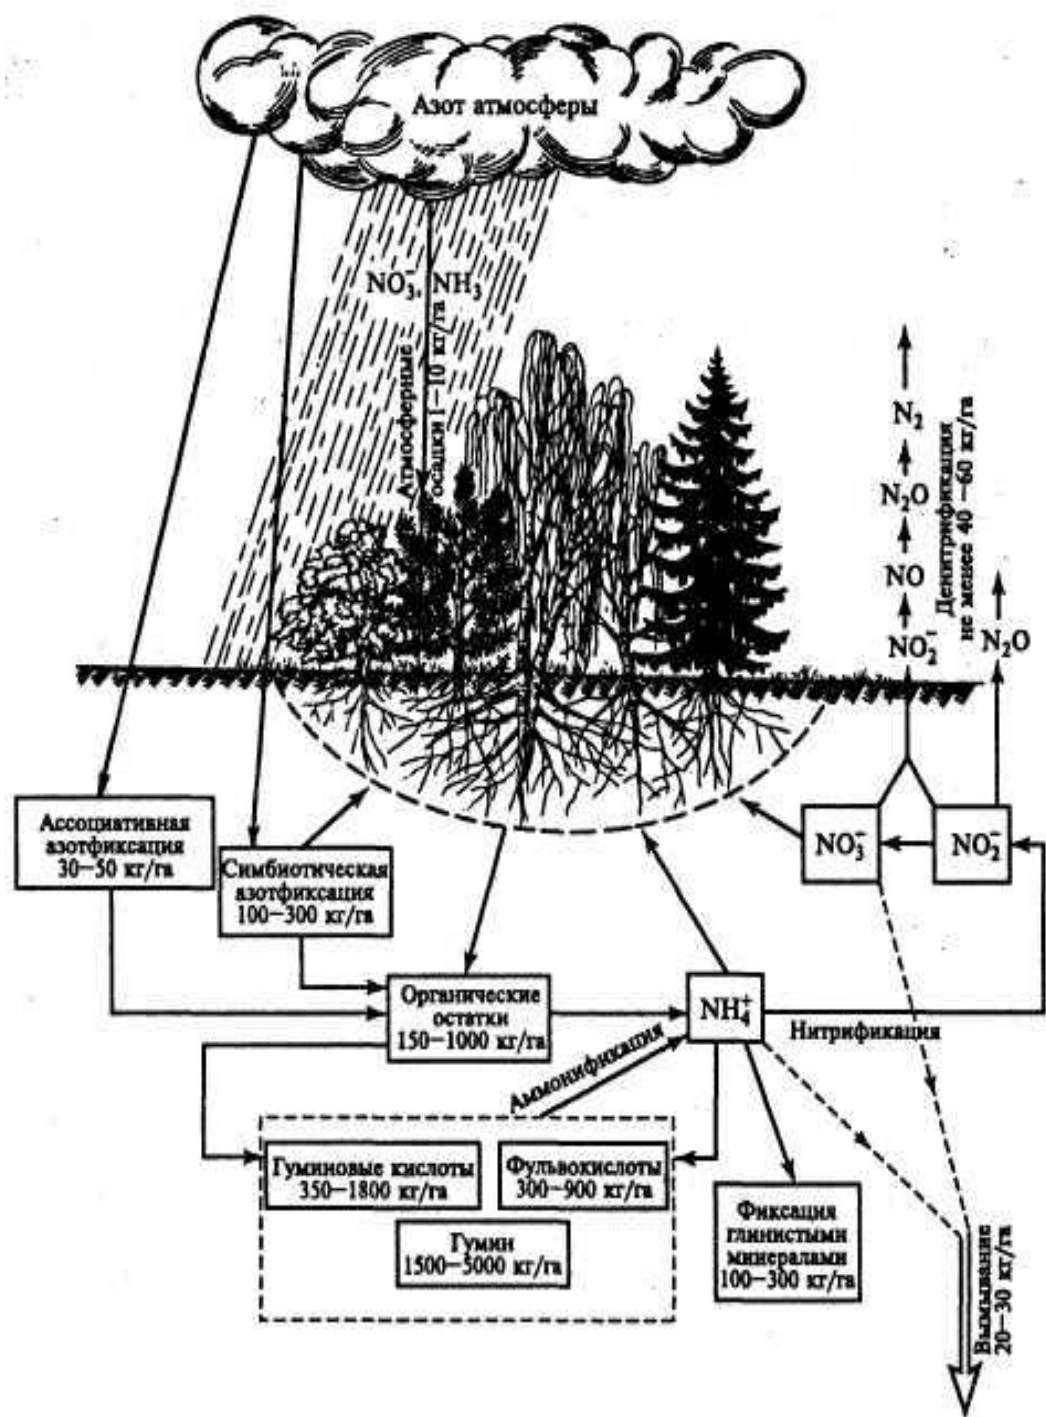 Азот атмосферы
NO₃⁻, NH₃
Атмосферные
осадки 1–10 кг/га
N₂
N₂O
NO
NO₂⁻
Денитрификация
не менее 40–60 кг/га
N₂O
Ассоциативная
азотфиксация
30–50 кг/га
Симбиотическая
азотфиксация
100–300 кг/га
NO₃⁻
NO₂⁻
Органические
остатки
150–1000 кг/га
NH₄⁺
Нитрификация
Аммонификация
Гуминовые кислоты
350–1800 кг/га
Фульвокислоты
300–900 кг/га
Гумин
1500–5000 кг/га
Фиксация
глинистыми
минералами
100–300 кг/га
Вымывание
20–30 кг/га